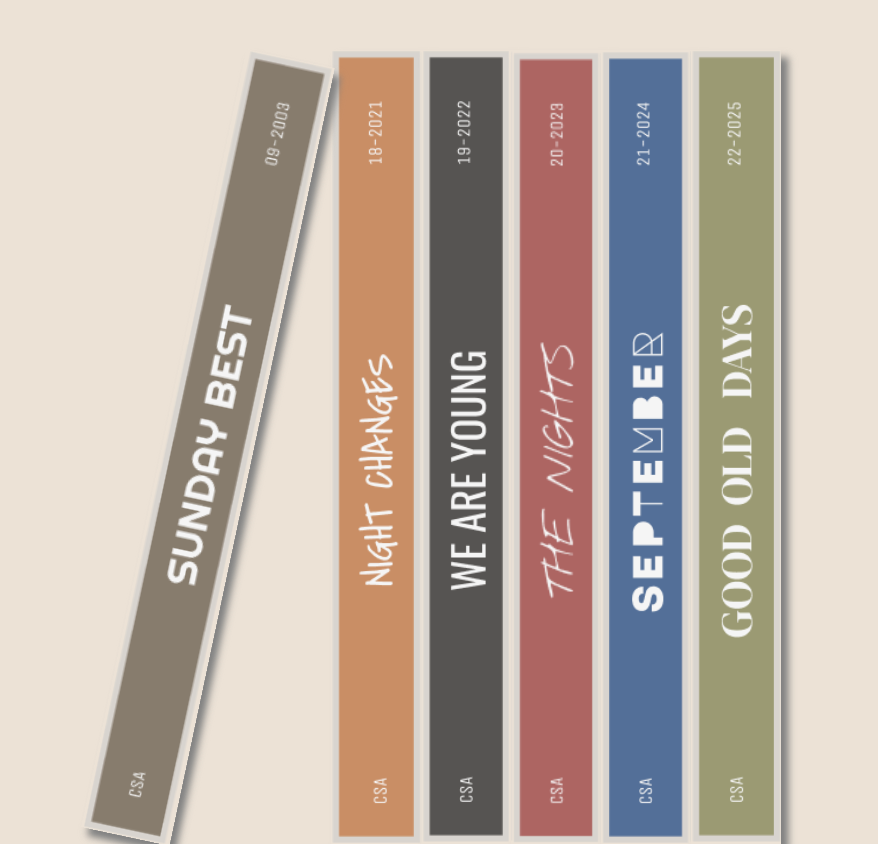 09-2003
SUNDAY BEST
CSA
18-2021
NIGHT CHANGES
CSA
19-2022
WE ARE YOUNG
CSA
20-2023
THE NIGHTS
CSA
21-2024
SEPTEMBER
CSA
22-2025
GOOD OLD DAYS
CSA